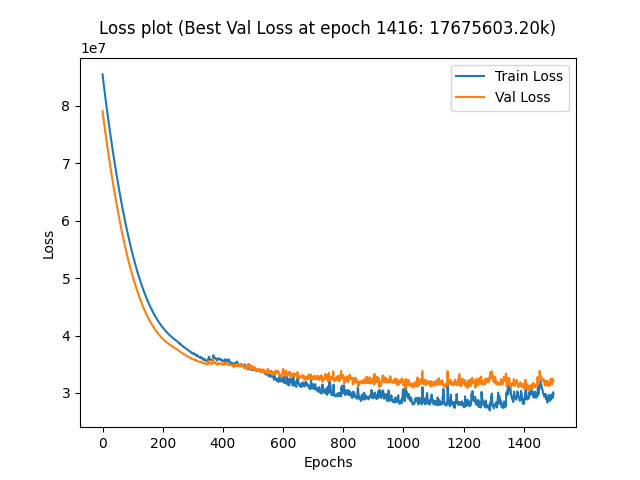 Loss plot (Best Val Loss at epoch 1416: 17675603.20k)
1e7
Train Loss
Val Loss
8
7
6
5
4
3
Loss
0 200 400 600 800 1000 1200 1400
Epochs